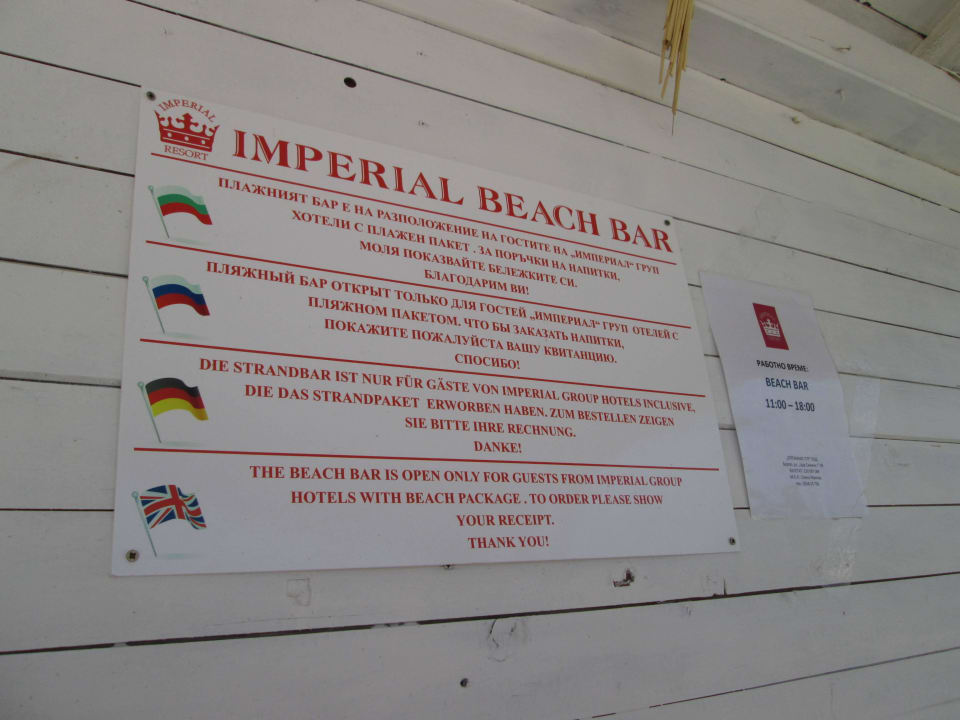 IMPERIAL
RESORT
IMPERIAL BEACH BAR
ПЛАЖНИЯТ БАР Е НА РАЗПОЛОЖЕНИЕ НА ГОСТИТЕ НА „ИМПЕРИАЛ“ ГРУП
ХОТЕЛИ С ПЛАЖЕН ПАКЕТ . ЗА ПОРЪЧКИ НА НАПИТКИ,
МОЛЯ ПОКАЗВАЙТЕ БЕЛЕЖКИТЕ СИ.
БЛАГОДАРИМ ВИ!
ПЛЯЖНЫЙ БАР ОТКРЫТ ТОЛЬКО ДЛЯ ГОСТЕЙ „ИМПЕРИАЛ“ ГРУП ОТЕЛЕЙ С
ПЛЯЖНОМ ПАКЕТОМ. ЧТО БЫ ЗАКАЗАТЬ НАПИТКИ,
ПОКАЖИТЕ ПОЖАЛУЙСТА ВАШУ КВИТАНЦИЮ.
СПОСИБО!
DIE STRANDBAR IST NUR FÜR GÄSTE VON IMPERIAL GROUP HOTELS INCLUSIVE,
DIE DAS STRANDPAKET ERWORBEN HABEN. ZUM BESTELLEN ZEIGEN
SIE BITTE IHRE RECHNUNG.
DANKE!
THE BEACH BAR IS OPEN ONLY FOR GUESTS FROM IMPERIAL GROUP
HOTELS WITH BEACH PACKAGE . TO ORDER PLEASE SHOW
YOUR RECEIPT.
THANK YOU!
РАБОТНО ВРЕМЕ:
BEACH BAR
11:00 – 18:00